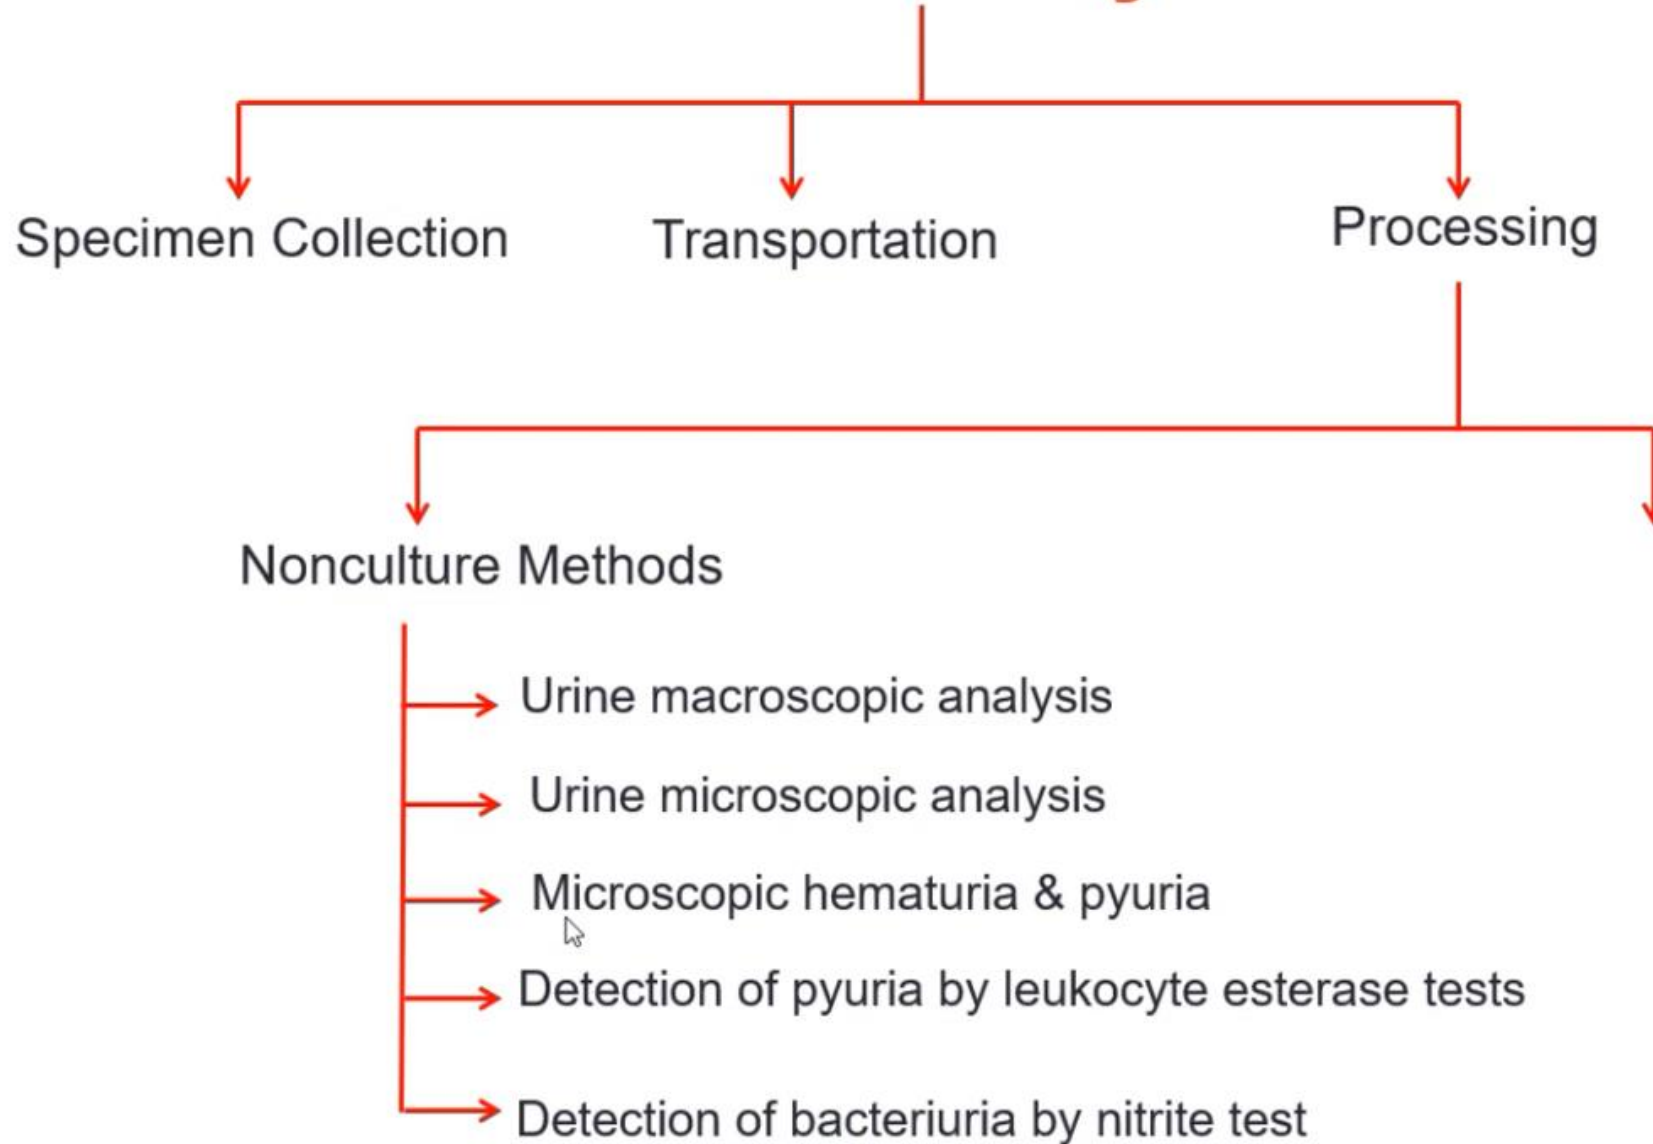 Specimen Collection
Transportation
Processing
Nonculture Methods
Urine macroscopic analysis
Urine microscopic analysis
Microscopic hematuria & pyuria
Detection of pyuria by leukocyte esterase tests
Detection of bacteriuria by nitrite test